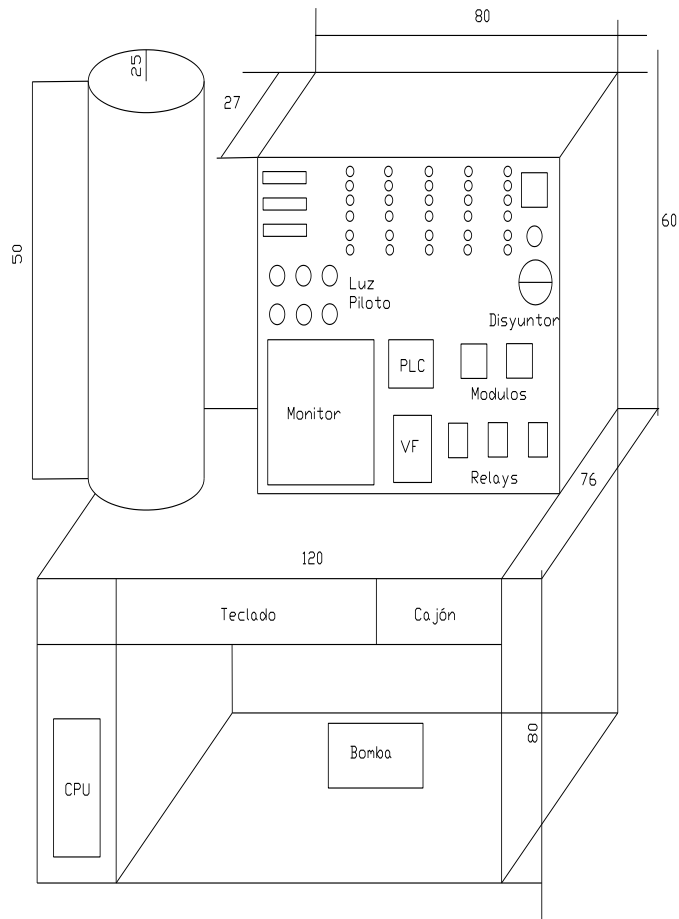 80
25
27
50
60
Luz
Piloto
Disyuntor
PLC
Modulos
Monitor
VF
Relays
76
120
Teclado
Cajón
80
Bomba
CPU